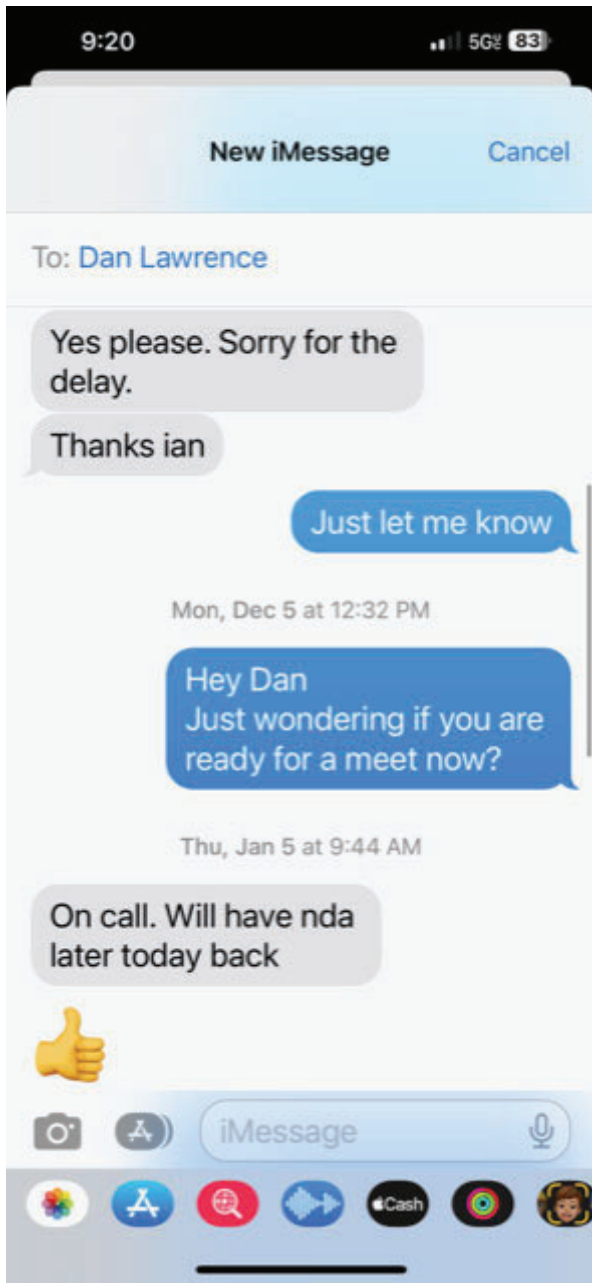 9:20
5G
83
New iMessage
Cancel
To: Dan Lawrence
Yes please. Sorry for the
delay.
Thanks ian
Just let me know
Mon, Dec 5 at 12:32 PM
Hey Dan
Just wondering if you are
ready for a meet now?
Thu, Jan 5 at 9:44 AM
On call. Will have nda
later today back
iMessage
Cash